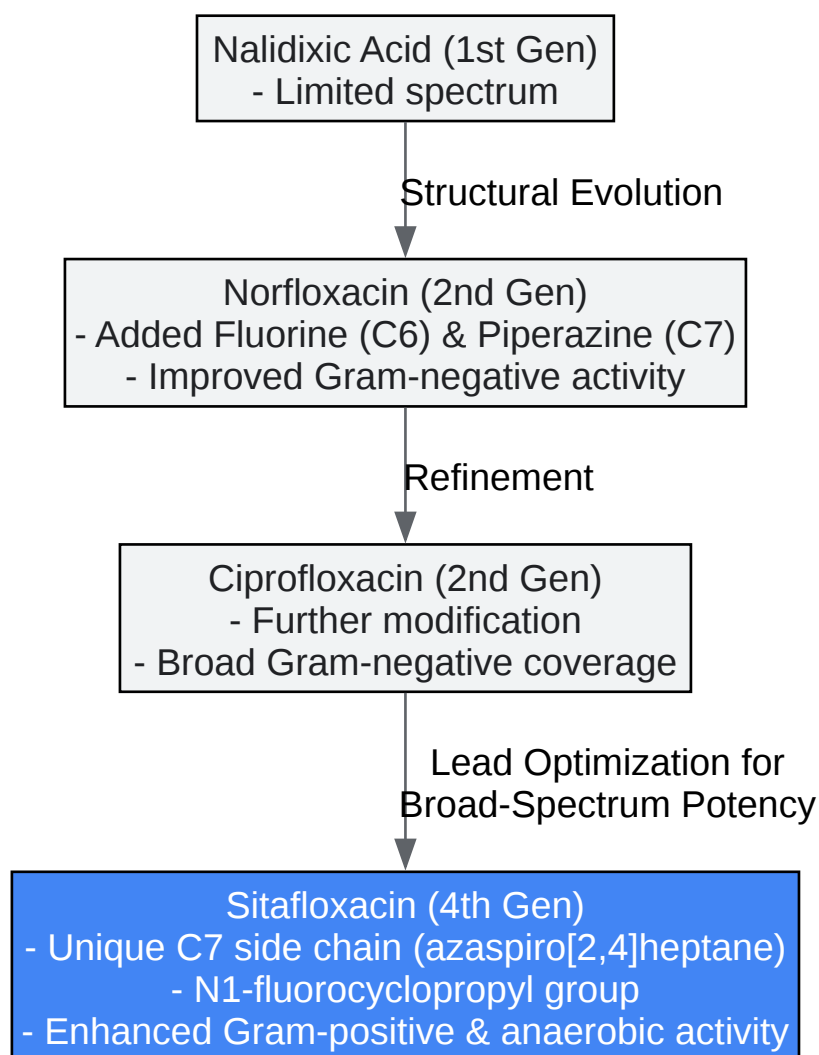 Nalidixic Acid (1st Gen)
- Limited spectrum
Structural Evolution
Norfloxacin (2nd Gen)
- Added Fluorine (C6) & Piperazine (C7)
- Improved Gram-negative activity
Refinement
Ciprofloxacin (2nd Gen)
- Further modification
- Broad Gram-negative coverage
Lead Optimization for
Broad-Spectrum Potency
Sitafloxacin (4th Gen)
- Unique C7 side chain (azaspiro[2,4]heptane)
- N1-fluorocyclopropyl group
- Enhanced Gram-positive & anaerobic activity